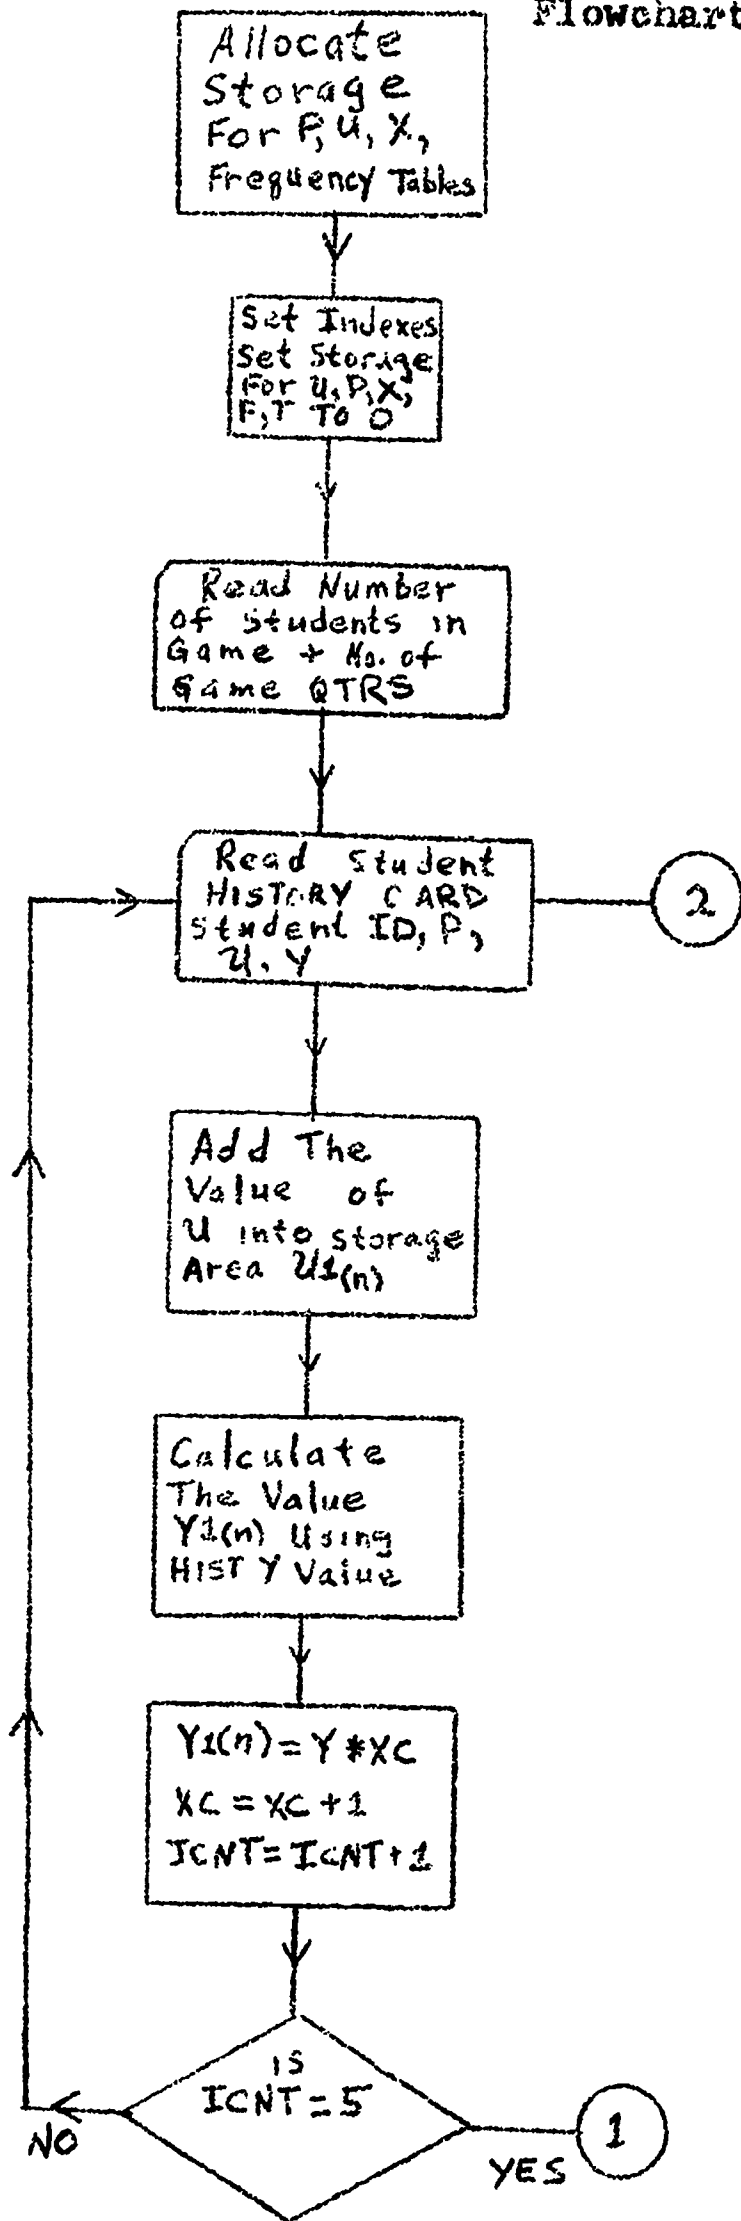 Flowchart
Allocate
Storage
For P, U, X,
Frequency Tables
Set Indexes
Set Storage
For U, P, X,
F, T TO 0
Read Number
of Students in
Game + No. of
Game QTRS
Read Student
HISTORY CARD
Student ID, P,
U, Y
2
Add The
Value of
U into storage
Area U1(n)
Calculate
The Value
Y1(n) Using
HIST Y Value
Y1(n) = Y * XC
XC = XC + 1
ICNT = ICNT + 1
IS
ICNT = 5
NO
YES
1